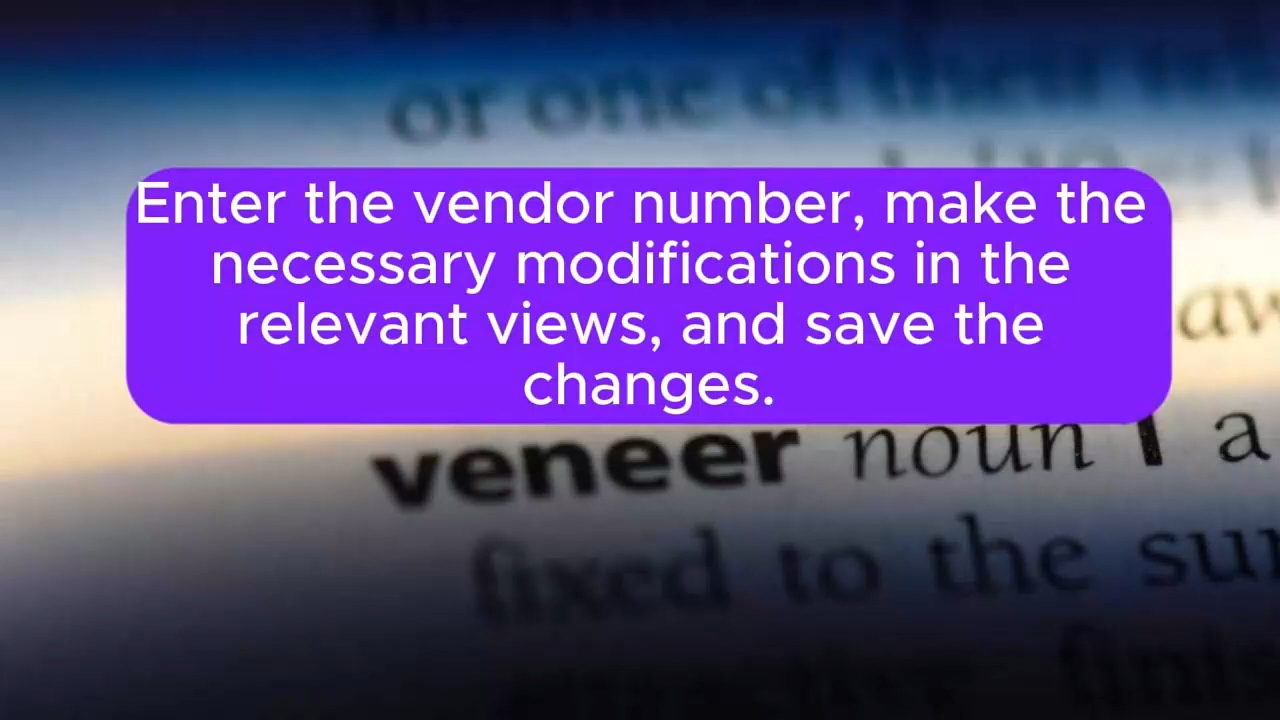 or one of them
Enter the vendor number, make the
necessary modifications in the
relevant views, and save the
changes.
veneer noun a
fixed to the